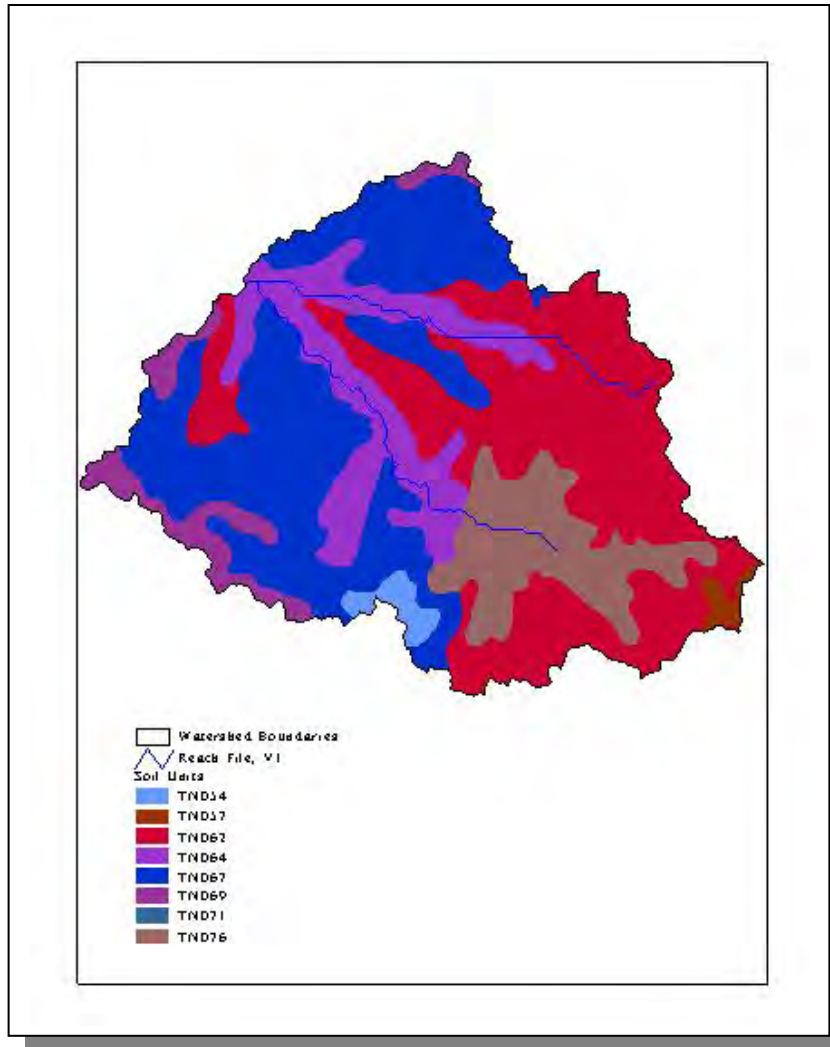 Watershed Boundaries
Reach File, V1
Soil Units
TN054
TN057
TN062
TN064
TN067
TN069
TN071
TN076